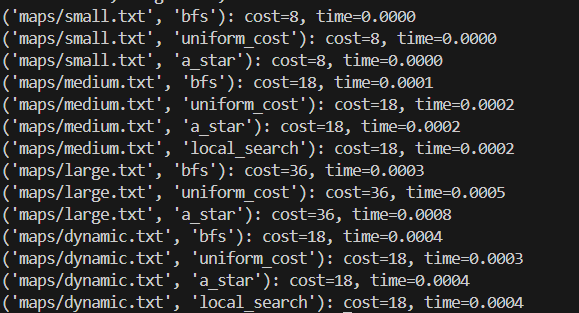 ('maps/small.txt', 'bfs'): cost=8, time=0.0000
('maps/small.txt', 'uniform_cost'): cost=8, time=0.0000
('maps/small.txt', 'a_star'): cost=8, time=0.0000
('maps/medium.txt', 'bfs'): cost=18, time=0.0001
('maps/medium.txt', 'uniform_cost'): cost=18, time=0.0002
('maps/medium.txt', 'a_star'): cost=18, time=0.0002
('maps/medium.txt', 'local_search'): cost=18, time=0.0002
('maps/large.txt', 'bfs'): cost=36, time=0.0003
('maps/large.txt', 'uniform_cost'): cost=36, time=0.0005
('maps/large.txt', 'a_star'): cost=36, time=0.0008
('maps/dynamic.txt', 'bfs'): cost=18, time=0.0004
('maps/dynamic.txt', 'uniform_cost'): cost=18, time=0.0003
('maps/dynamic.txt', 'a_star'): cost=18, time=0.0004
('maps/dynamic.txt', 'local_search'): cost=18, time=0.0004